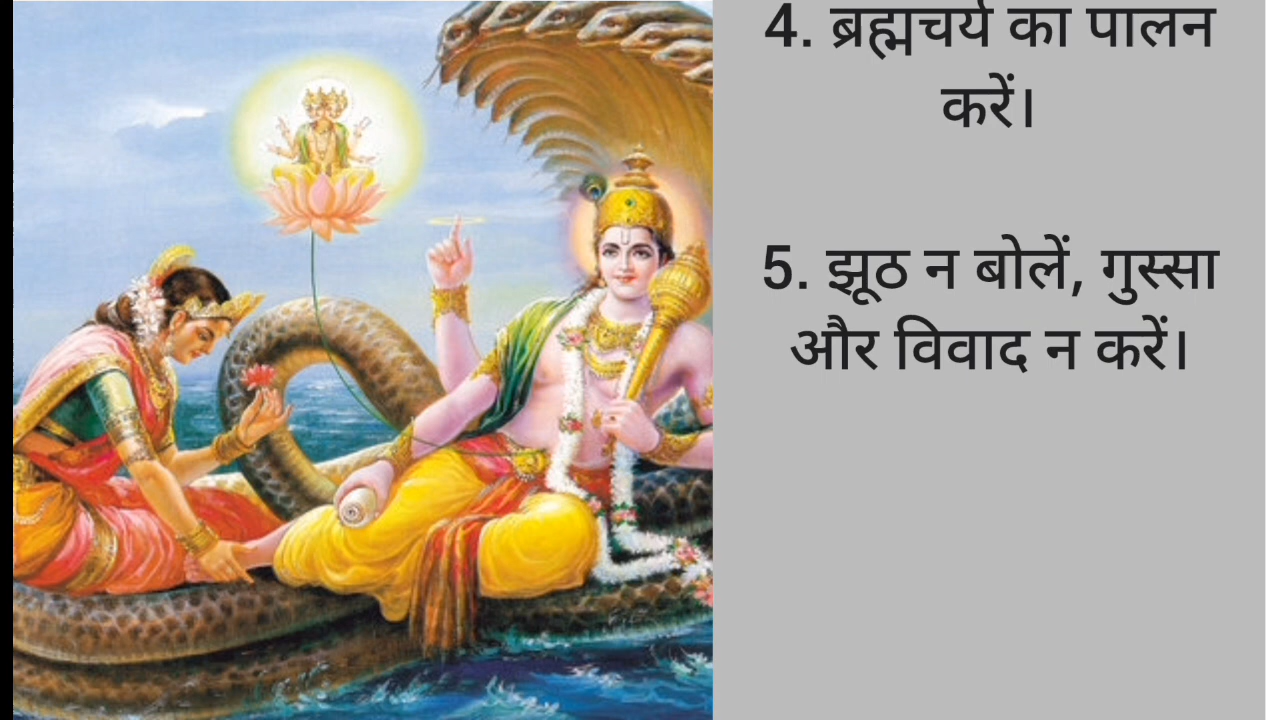 4. ब्रह्मचर्य का पालन
करें।
5. झूठ न बोलें, गुस्सा
और विवाद न करें।